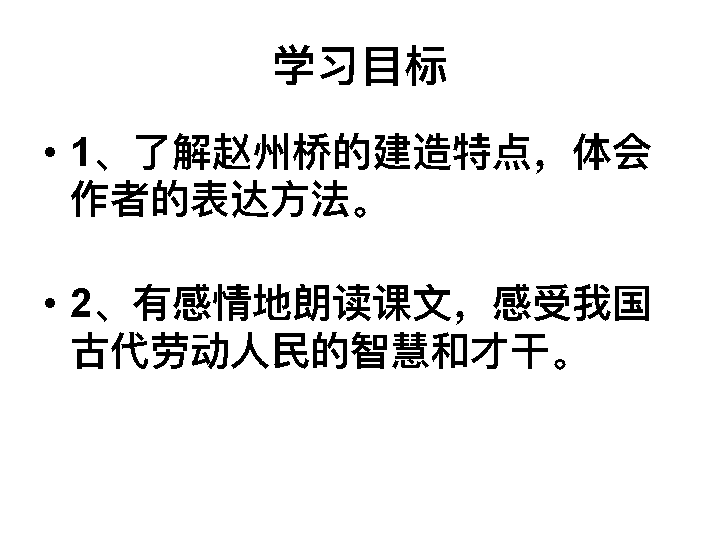 学习目标
• 1、了解赵州桥的建造特点，体会
作者的表达方法。
• 2、有感情地朗读课文，感受我国
古代劳动人民的智慧和才干。